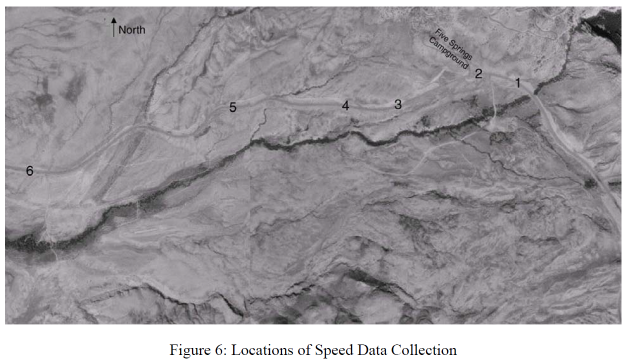 North
Five Springs
Campground
2
1
5
4
3
6
Figure 6: Locations of Speed Data Collection